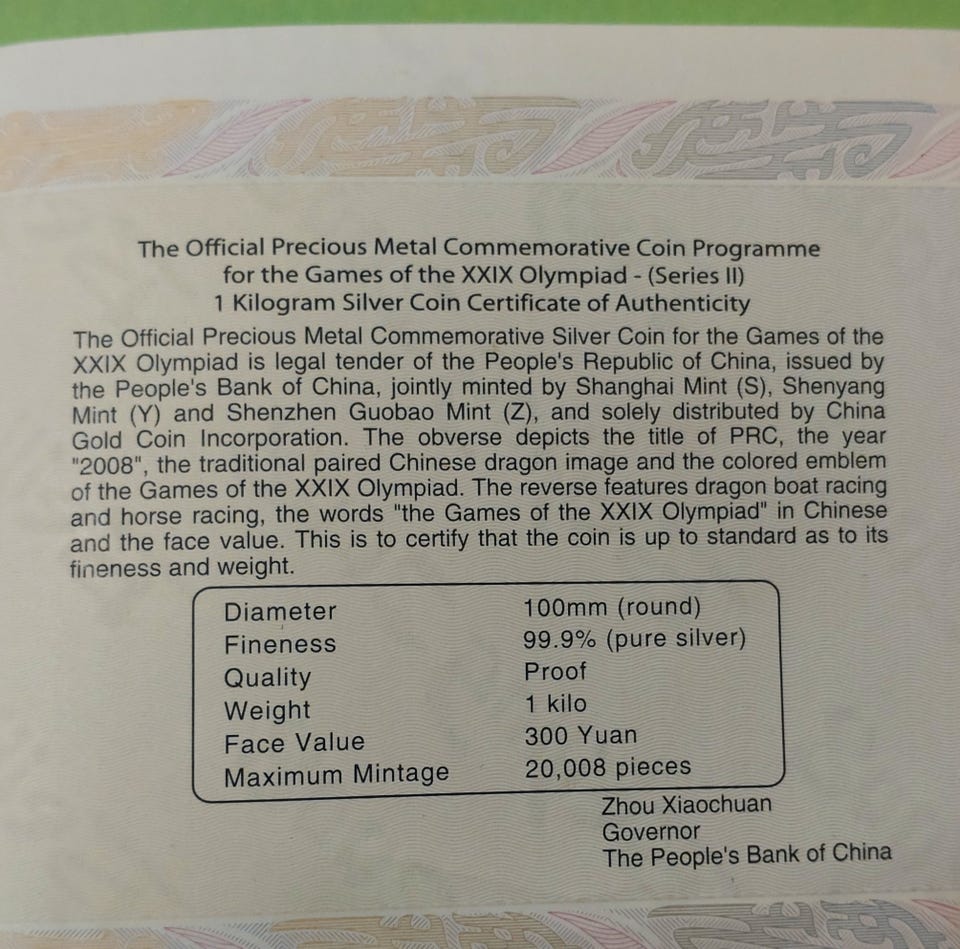 The Official Precious Metal Commemorative Coin Programme
for the Games of the XXIX Olympiad - (Series II)
1 Kilogram Silver Coin Certificate of Authenticity
The Official Precious Metal Commemorative Silver Coin for the Games of the
XXIX Olympiad is legal tender of the People's Republic of China, issued by
the People's Bank of China, jointly minted by Shanghai Mint (S), Shenyang
Mint (Y) and Shenzhen Guobao Mint (Z), and solely distributed by China
Gold Coin Incorporation. The obverse depicts the title of PRC, the year
"2008", the traditional paired Chinese dragon image and the colored emblem
of the Games of the XXIX Olympiad. The reverse features dragon boat racing
and horse racing, the words "the Games of the XXIX Olympiad" in Chinese
and the face value. This is to certify that the coin is up to standard as to its
fineness and weight.
Diameter 100mm (round)
Fineness 99.9% (pure silver)
Quality Proof
Weight 1 kilo
Face Value 300 Yuan
Maximum Mintage 20,008 pieces
Zhou Xiaochuan
Governor
The People's Bank of China